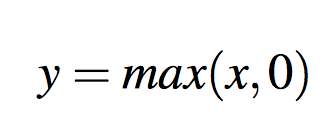 y = max(x, 0)